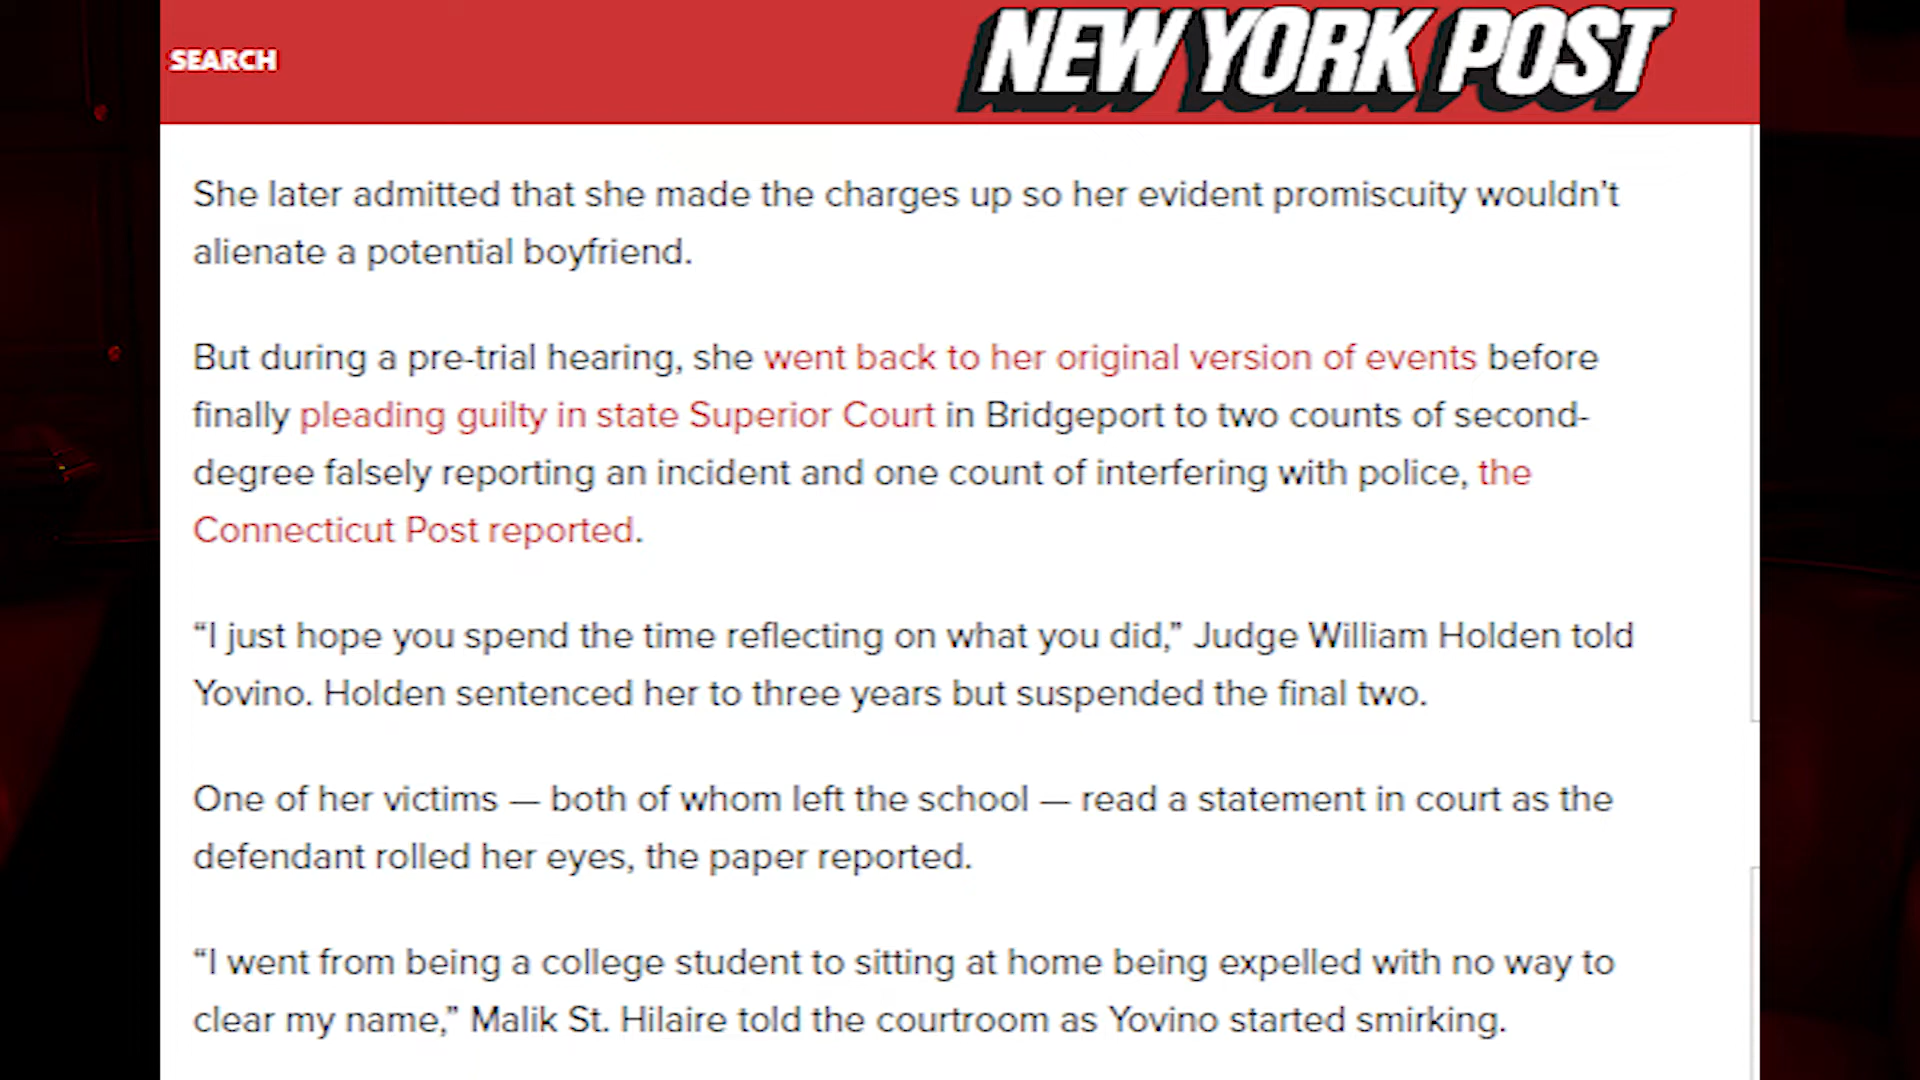 SEARCH
NEW YORK POST
She later admitted that she made the charges up so her evident promiscuity wouldn't
alienate a potential boyfriend.
But during a pre-trial hearing, she went back to her original version of events before
finally pleading guilty in state Superior Court in Bridgeport to two counts of second-
degree falsely reporting an incident and one count of interfering with police, the
Connecticut Post reported.
“I just hope you spend the time reflecting on what you did,” Judge William Holden told
Yovino. Holden sentenced her to three years but suspended the final two.
One of her victims — both of whom left the school — read a statement in court as the
defendant rolled her eyes, the paper reported.
“I went from being a college student to sitting at home being expelled with no way to
clear my name,” Malik St. Hilaire told the courtroom as Yovino started smirking.